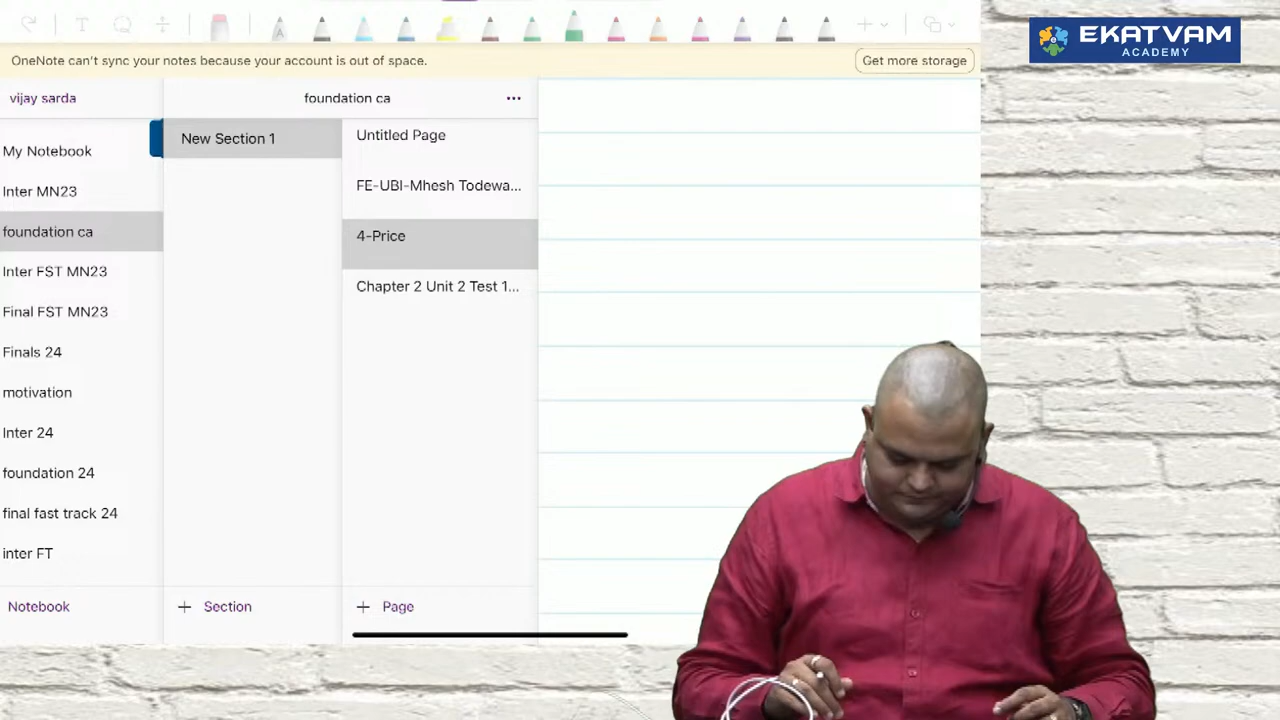 EKATVAM
ACADEMY
OneNote can't sync your notes because your account is out of space.
Get more storage
vijay sarda
foundation ca
My Notebook
Inter MN23
foundation ca
Inter FST MN23
Final FST MN23
Finals 24
motivation
Inter 24
foundation 24
final fast track 24
inter FT
Notebook
New Section 1
Section
Untitled Page
FE-UBI-Mhesh Todewa...
4-Price
Chapter 2 Unit 2 Test 1...
Page